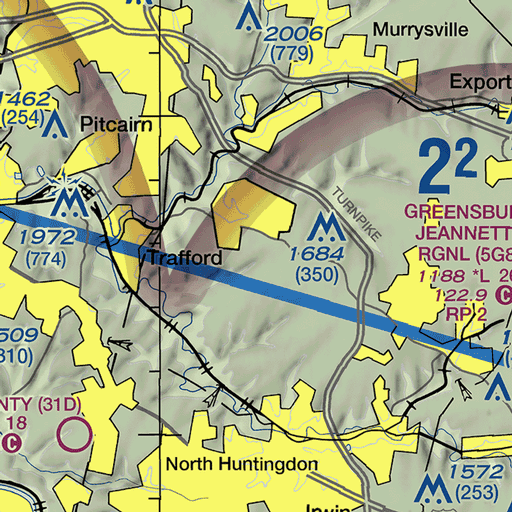 2006
(779)
Murrysville
Export
1462
(254)
Pitcairn
2²
TURNPIKE
GREENSBU
JEANNETT
RGNL (5G8
1188 *L 2
122.9 C
RP 2
1972
(774)
Trafford
1684
(350)
509
310)
NTY (31D)
18
C
North Huntingdon
1572
(253)
Irwin